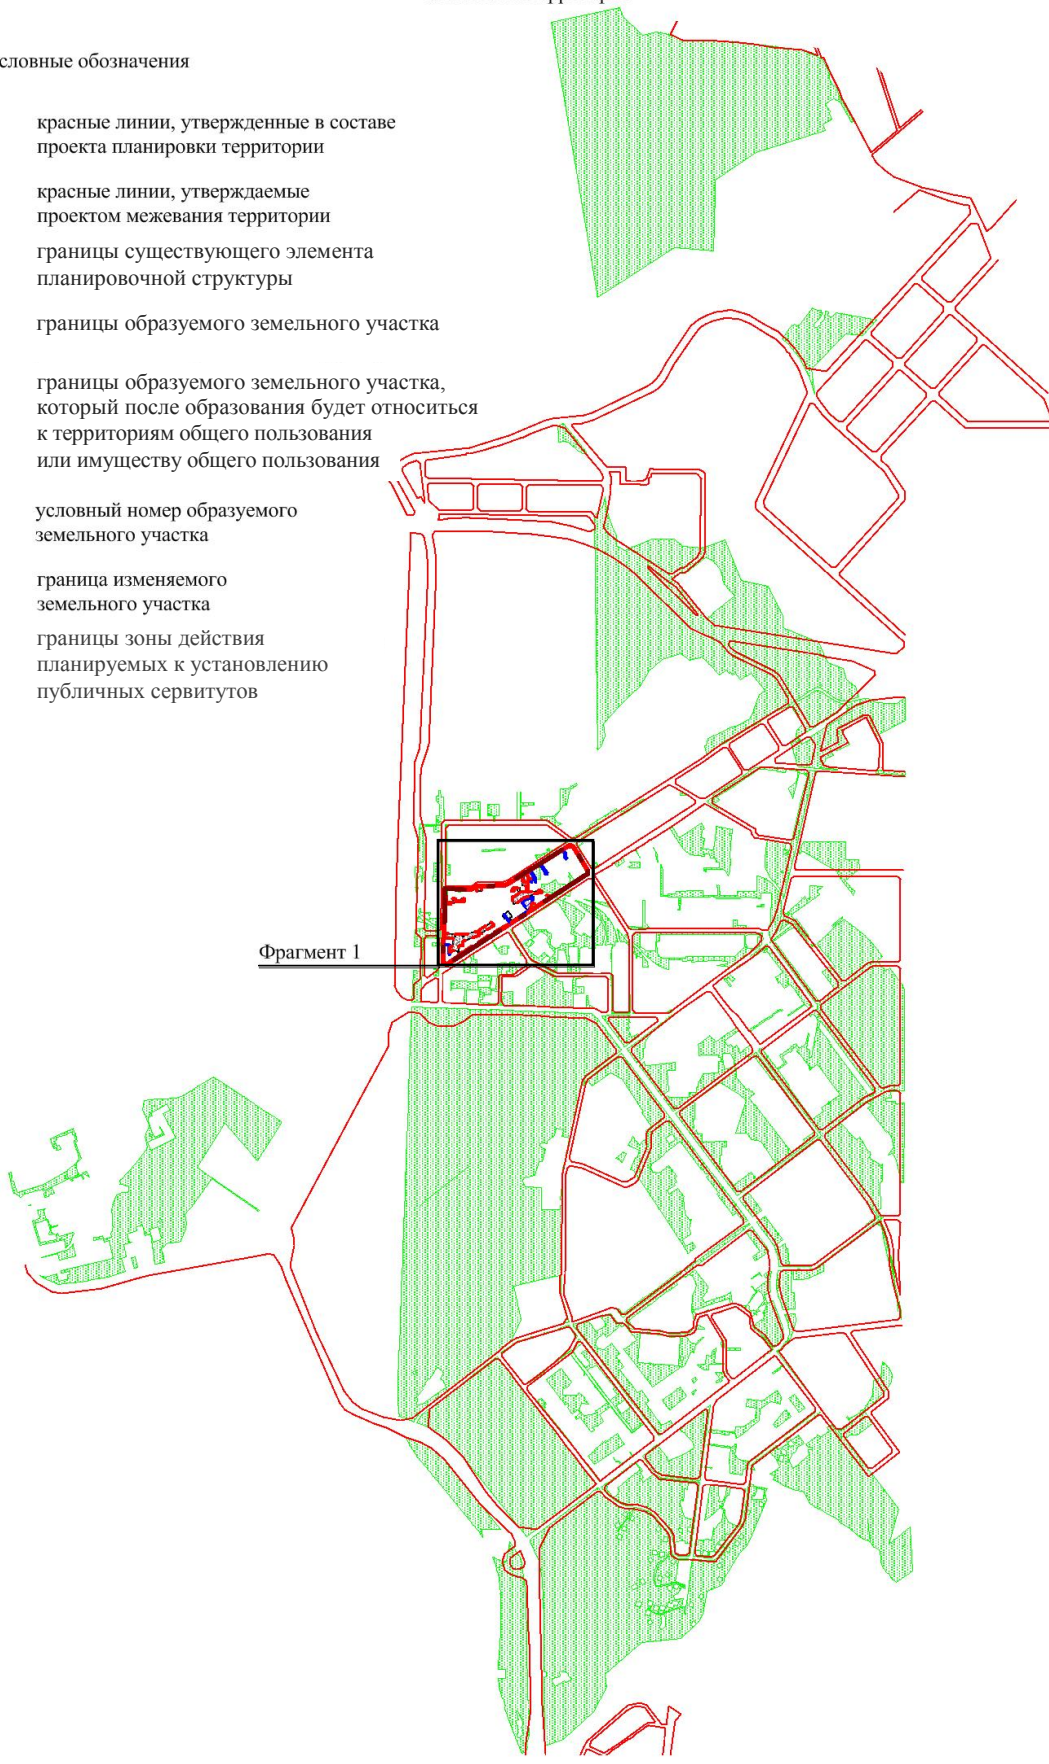 словные обозначения
красные линии, утвержденные в составе
проекта планировки территории
красные линии, утверждаемые
проектом межевания территории
границы существующего элемента
планировочной структуры
границы образуемого земельного участка
границы образуемого земельного участка,
который после образования будет относиться
к территориям общего пользования
или имуществу общего пользования
условный номер образуемого
земельного участка
граница изменяемого
земельного участка
границы зоны действия
планируемых к установлению
публичных сервитутов
Фрагмент 1